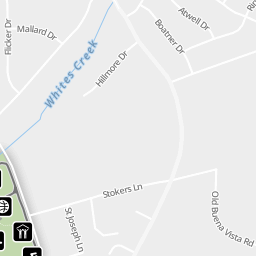 Flicker Dr
Mallard Dr
Atwell Dr
Boatner Dr
Hillmore Dr
Whites Creek
Stokers Ln
St. Joseph Ln
Old Buena Vista Rd